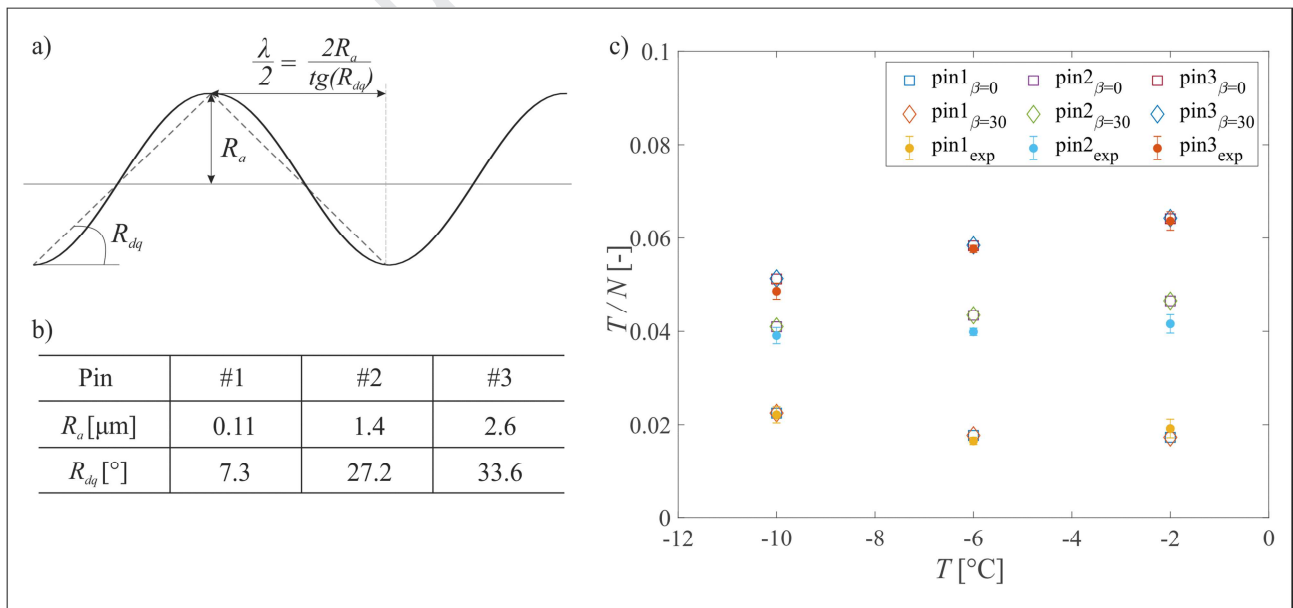 a)
λ/2 = 2R_a/tg(R_dq)
R_a
R_dq
b)
Pin #1 #2 #3
R_a [μm] 0.11 1.4 2.6
R_dq [°] 7.3 27.2 33.6
c)
0.1
0.08
0.06
0.04
0.02
0
T / N [-]
pin1_β=0 pin2_β=0 pin3_β=0
pin1_β=30 pin2_β=30 pin3_β=30
pin1_exp pin2_exp pin3_exp
-12 -10 -8 -6 -4 -2 0
T [°C]